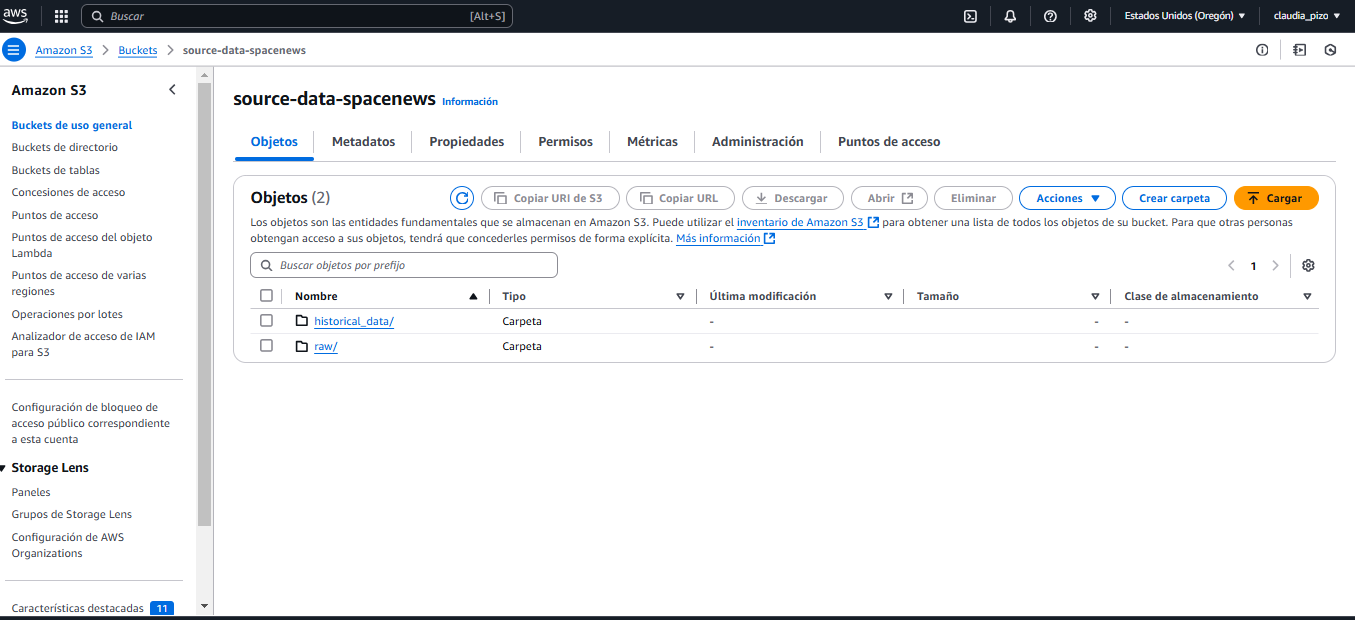 aws
Buscar [Alt+S] Estados Unidos (Oregón) claudia_pizo
Amazon S3 Buckets source-data-spacenews
Amazon S3
Buckets de uso general
Buckets de directorio
Buckets de tablas
Concesiones de acceso
Puntos de acceso
Puntos de acceso del objeto
Lambda
Puntos de acceso de varias
regiones
Operaciones por lotes
Analizador de acceso de IAM
para S3
Configuración de bloqueo de
acceso público correspondiente
a esta cuenta
Storage Lens
Paneles
Grupos de Storage Lens
Configuración de AWS
Organizations
Características destacadas 11
source-data-spacenews Información
Objetos Metadatos Propiedades Permisos Métricas Administración Puntos de acceso
Objetos (2) Copiar URI de S3 Copiar URL Descargar Abrir Eliminar Acciones Crear carpeta Cargar
Los objetos son las entidades fundamentales que se almacenan en Amazon S3. Puede utilizar el inventario de Amazon S3 para obtener una lista de todos los objetos de su bucket. Para que otras personas
obtengan acceso a sus objetos, tendrá que concederles permisos de forma explícita. Más información
Buscar objetos por prefijo 1
Nombre Tipo Última modificación Tamaño Clase de almacenamiento
historical_data/ Carpeta - - -
raw/ Carpeta - - -